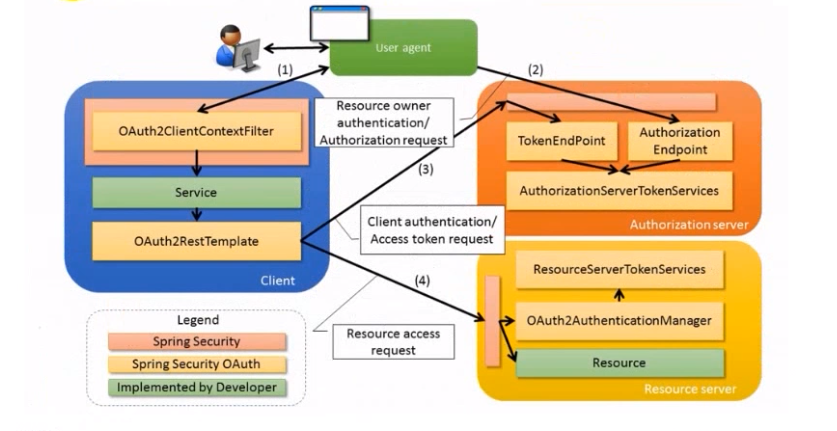 User agent
(1)
(2)
Resource owner
authentication/
Authorization request
OAuth2ClientContextFilter
TokenEndPoint
Authorization
Endpoint
(3)
Service
AuthorizationServerTokenServices
Authorization server
Client authentication/
Access token request
OAuth2RestTemplate
Client
(4)
ResourceServerTokenServices
OAuth2AuthenticationManager
Resource
Resource server
Resource access
request
Legend
Spring Security
Spring Security OAuth
Implemented by Developer